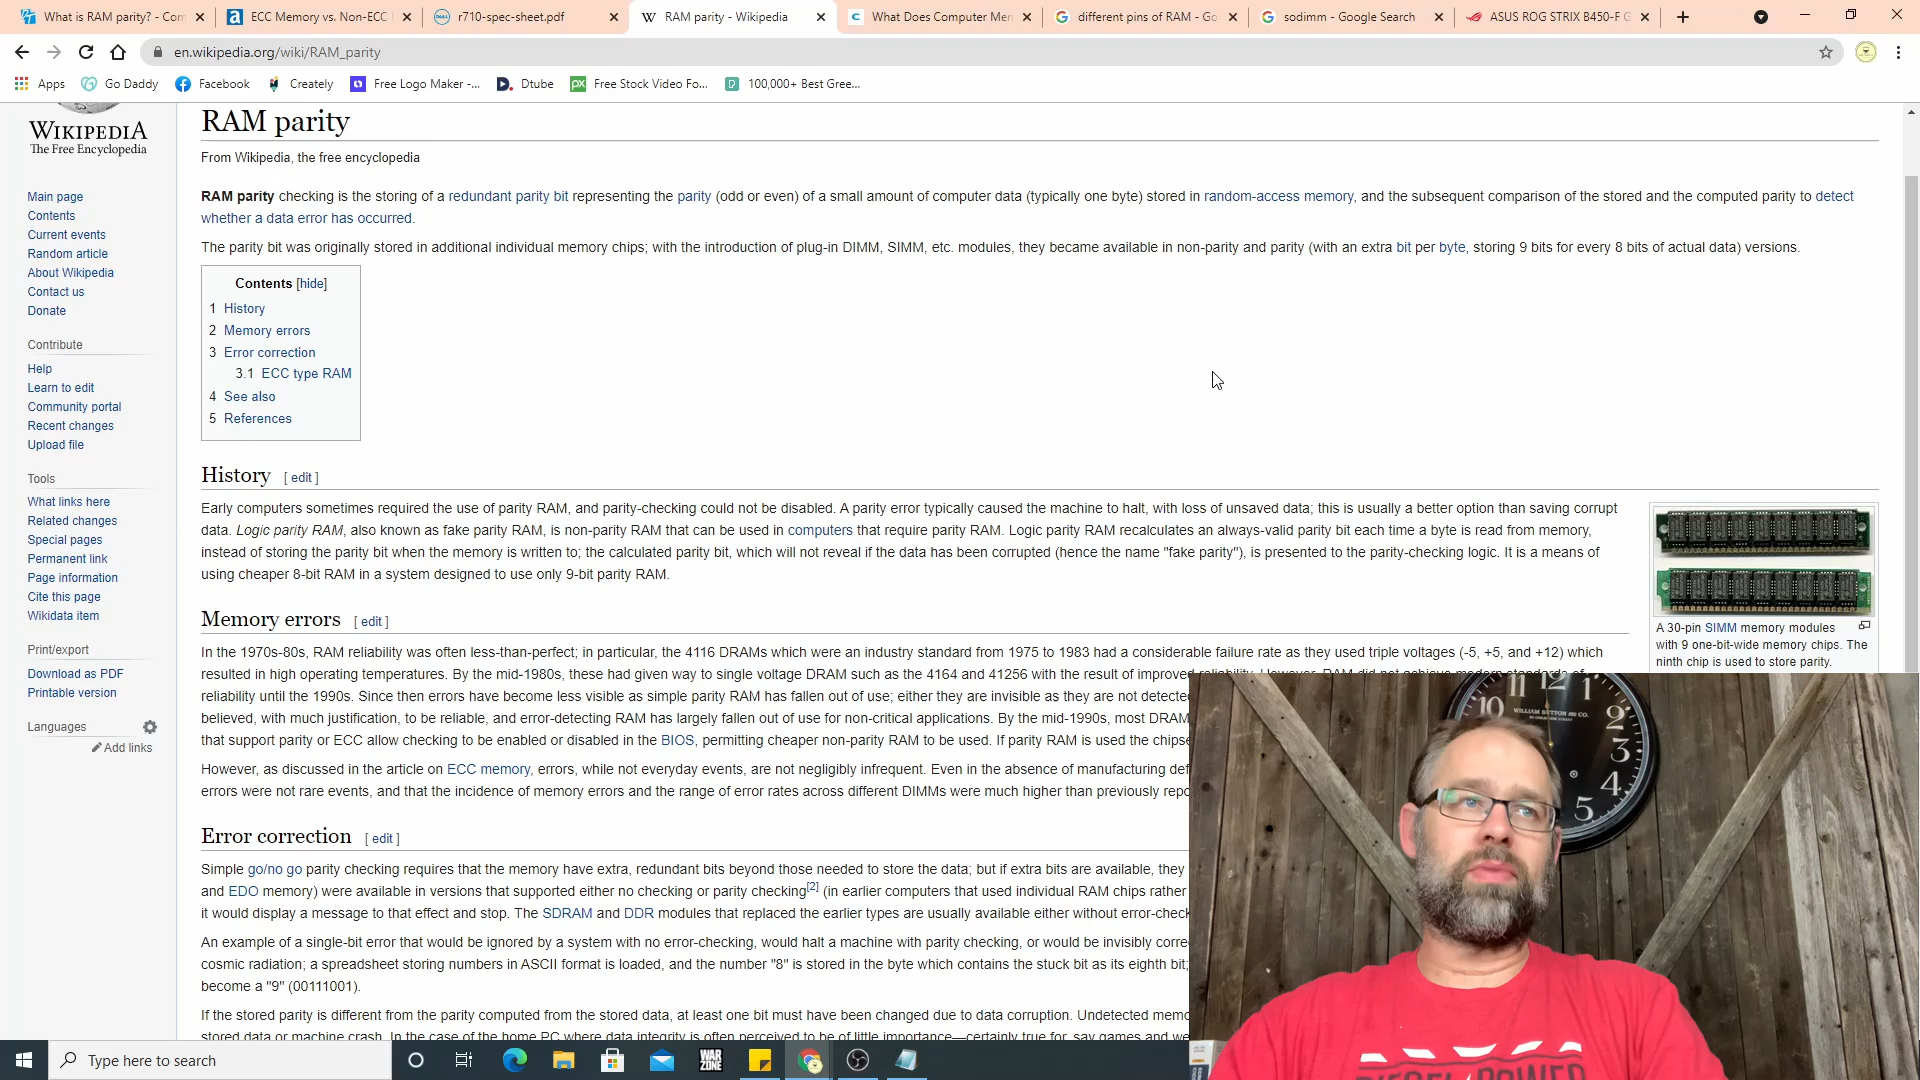 What is RAM parity? - Com
ECC Memory vs. Non-ECC
r710-spec-sheet.pdf
RAM parity - Wikipedia
What Does Computer Mem
different pins of RAM - Go
sodimm - Google Search
ASUS ROG STRIX B450-F G
en.wikipedia.org/wiki/RAM_parity
Apps
Go Daddy
Facebook
Creately
Free Logo Maker -...
Dtube
Free Stock Video Fo...
100,000+ Best Gree...
WIKIPEDIA
The Free Encyclopedia
Main page
Contents
Current events
Random article
About Wikipedia
Contact us
Donate
Contribute
Help
Learn to edit
Community portal
Recent changes
Upload file
Tools
What links here
Related changes
Special pages
Permanent link
Page information
Cite this page
Wikidata item
Print/export
Download as PDF
Printable version
Languages
Add links
RAM parity
From Wikipedia, the free encyclopedia
RAM parity checking is the storing of a redundant parity bit representing the parity (odd or even) of a small amount of computer data (typically one byte) stored in random-access memory, and the subsequent comparison of the stored and the computed parity to detect
whether a data error has occurred.
The parity bit was originally stored in additional individual memory chips; with the introduction of plug-in DIMM, SIMM, etc. modules, they became available in non-parity and parity (with an extra bit per byte, storing 9 bits for every 8 bits of actual data) versions.
Contents [hide]
1 History
2 Memory errors
3 Error correction
3.1 ECC type RAM
4 See also
5 References
History [ edit ]
Early computers sometimes required the use of parity RAM, and parity-checking could not be disabled. A parity error typically caused the machine to halt, with loss of unsaved data; this is usually a better option than saving corrupt
data. Logic parity RAM, also known as fake parity RAM, is non-parity RAM that can be used in computers that require parity RAM. Logic parity RAM recalculates an always-valid parity bit each time a byte is read from memory,
instead of storing the parity bit when the memory is written to; the calculated parity bit, which will not reveal if the data has been corrupted (hence the name "fake parity"), is presented to the parity-checking logic. It is a means of
using cheaper 8-bit RAM in a system designed to use only 9-bit parity RAM.
A 30-pin SIMM memory modules
with 9 one-bit-wide memory chips. The
ninth chip is used to store parity.
Memory errors [ edit ]
In the 1970s-80s, RAM reliability was often less-than-perfect; in particular, the 4116 DRAMs which were an industry standard from 1975 to 1983 had a considerable failure rate as they used triple voltages (-5, +5, and +12) which
resulted in high operating temperatures. By the mid-1980s, these had given way to single voltage DRAM such as the 4164 and 41256 with the result of improved reliability. However, RAM did not achieve modern standards of
reliability until the 1990s. Since then errors have become less visible as simple parity RAM has fallen out of use; either they are invisible as they are not detected
believed, with much justification, to be reliable, and error-detecting RAM has largely fallen out of use for non-critical applications. By the mid-1990s, most DRAM
that support parity or ECC allow checking to be enabled or disabled in the BIOS, permitting cheaper non-parity RAM to be used. If parity RAM is used the chipse
However, as discussed in the article on ECC memory, errors, while not everyday events, are not negligibly infrequent. Even in the absence of manufacturing def
errors were not rare events, and that the incidence of memory errors and the range of error rates across different DIMMs were much higher than previously repo
Error correction [ edit ]
Simple go/no go parity checking requires that the memory have extra, redundant bits beyond those needed to store the data; but if extra bits are available, they
and EDO memory) were available in versions that supported either no checking or parity checking[2] (in earlier computers that used individual RAM chips rather
it would display a message to that effect and stop. The SDRAM and DDR modules that replaced the earlier types are usually available either without error-check
An example of a single-bit error that would be ignored by a system with no error-checking, would halt a machine with parity checking, or would be invisibly corre
cosmic radiation; a spreadsheet storing numbers in ASCII format is loaded, and the number "8" is stored in the byte which contains the stuck bit as its eighth bit;
become a "9" (00111001).
If the stored parity is different from the parity computed from the stored data, at least one bit must have been changed due to data corruption. Undetected memo
stored data or machine crash. In the case of the home PC where data integrity is often perceived to be of little importance—certainly true for, say, games and we
11 12 1
10 2
3
4
5
WILLIAM SUTTON AND CO.
DIESEL POWER
Type here to search
WAR
ZONE